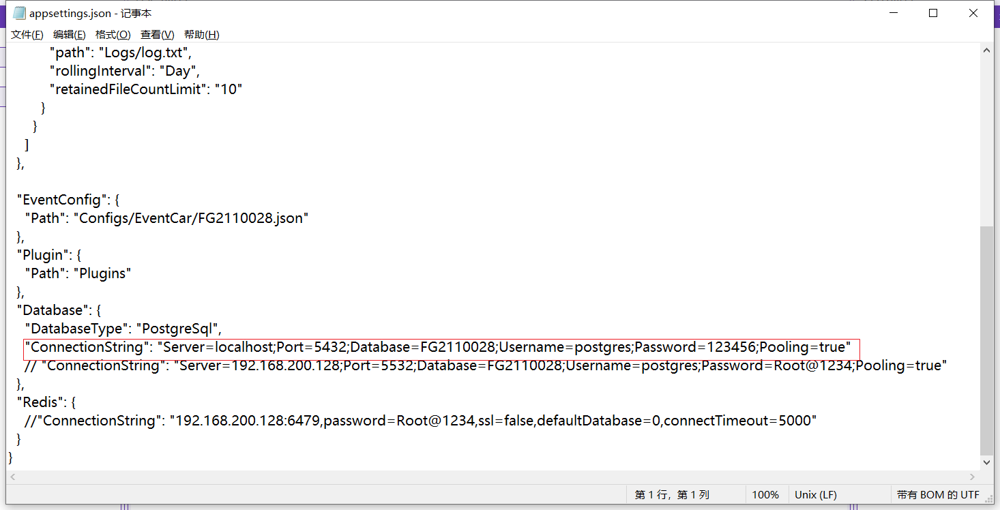 appsettings.json - 记事本
文件(F) 编辑(E) 格式(O) 查看(V) 帮助(H)
"path": "Logs/log.txt",
"rollingInterval": "Day",
"retainedFileCountLimit": "10"
}
}
]
},
"EventConfig": {
"Path": "Configs/EventCar/FG2110028.json"
},
"Plugin": {
"Path": "Plugins"
},
"Database": {
"DatabaseType": "PostgreSql",
"ConnectionString": "Server=localhost;Port=5432;Database=FG2110028;Username=postgres;Password=123456;Pooling=true"
// "ConnectionString": "Server=192.168.200.128;Port=5532;Database=FG2110028;Username=postgres;Password=Root@1234;Pooling=true"
},
"Redis": {
//"ConnectionString": "192.168.200.128:6479,password=Root@1234,ssl=false,defaultDatabase=0,connectTimeout=5000"
}
}
第 1 行，第 1 列 100% Unix (LF) 带有 BOM 的 UTF